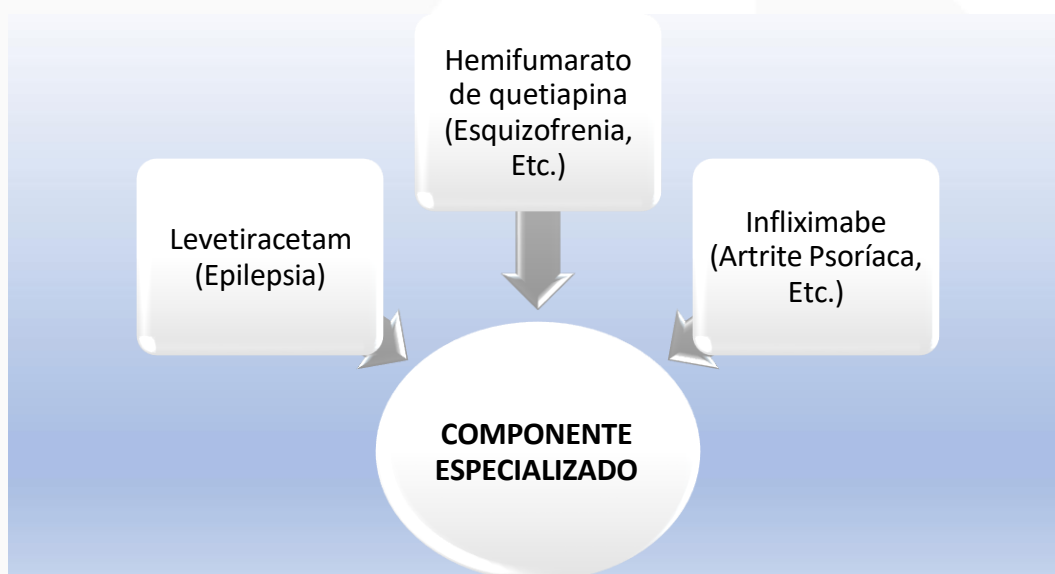 Hemifumarato
de quetiapina
(Esquizofrenia,
Etc.)
Levetiracetam
(Epilepsia)
Infliximabe
(Artrite Psoríaca,
Etc.)
COMPONENTE
ESPECIALIZADO